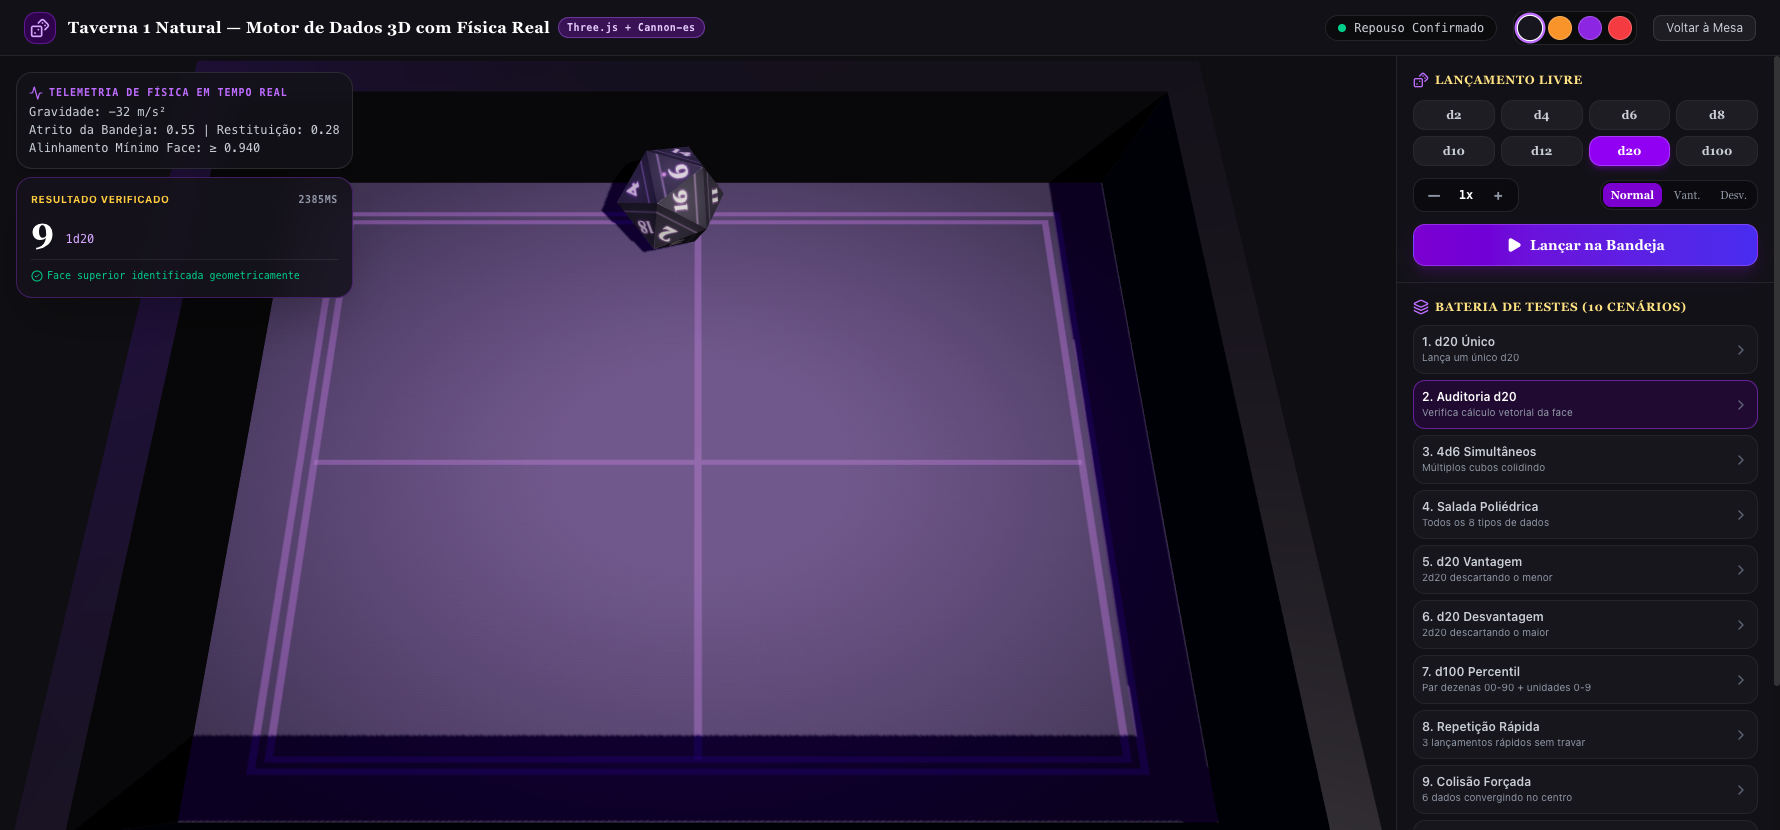 Taverna 1 Natural — Motor de Dados 3D com Física Real
Three.js + Cannon-es
Repouso Confirmado
Voltar à Mesa
TELEMETRIA DE FÍSICA EM TEMPO REAL
Gravidade: −32 m/s²
Atrito da Bandeja: 0.55 | Restituição: 0.28
Alinhamento Mínimo Face: ≥ 0.940
RESULTADO VERIFICADO
2385MS
9
1d20
Face superior identificada geometricamente
4
6
16
18
2
LANÇAMENTO LIVRE
d2
d4
d6
d8
d10
d12
d20
d100
— 1x +
Normal
Vant.
Desv.
Lançar na Bandeja
BATERIA DE TESTES (10 CENÁRIOS)
1. d20 Único
Lança um único d20
2. Auditoria d20
Verifica cálculo vetorial da face
3. 4d6 Simultâneos
Múltiplos cubos colidindo
4. Salada Poliédrica
Todos os 8 tipos de dados
5. d20 Vantagem
2d20 descartando o menor
6. d20 Desvantagem
2d20 descartando o maior
7. d100 Percentil
Par dezenas 00-90 + unidades 0-9
8. Repetição Rápida
3 lançamentos rápidos sem travar
9. Colisão Forçada
6 dados convergindo no centro